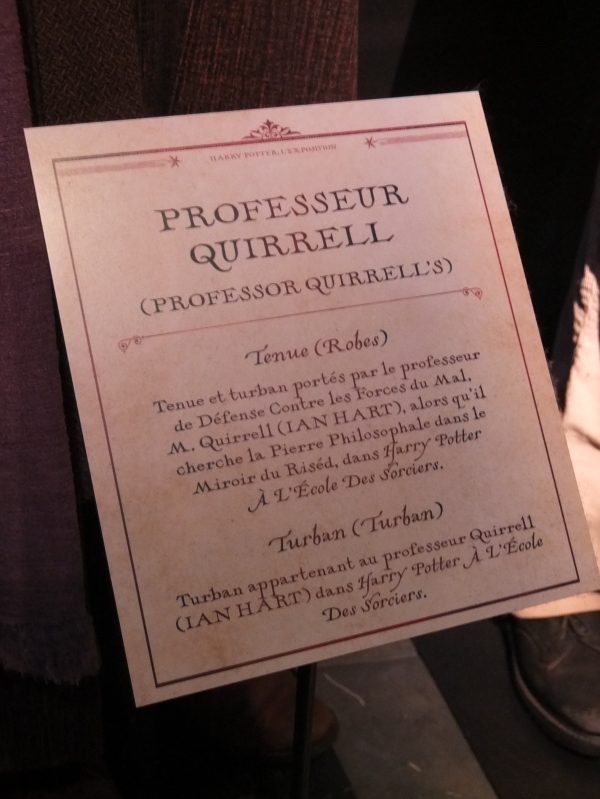 HARRY POTTER: L'EXPOSITION
PROFESSEUR
QUIRRELL
(PROFESSOR QUIRRELL'S)
Tenue (Robes)
Tenue et turban portés par le professeur
de Défense Contre les Forces du Mal,
M. Quirrell (IAN HART), alors qu'il
cherche la Pierre Philosophale dans le
Miroir du Riséd, dans Harry Potter
À L'École Des Sorciers.
Turban (Turban)
Turban appartenant au professeur Quirrell
(IAN HART) dans Harry Potter À L'École
Des Sorciers.